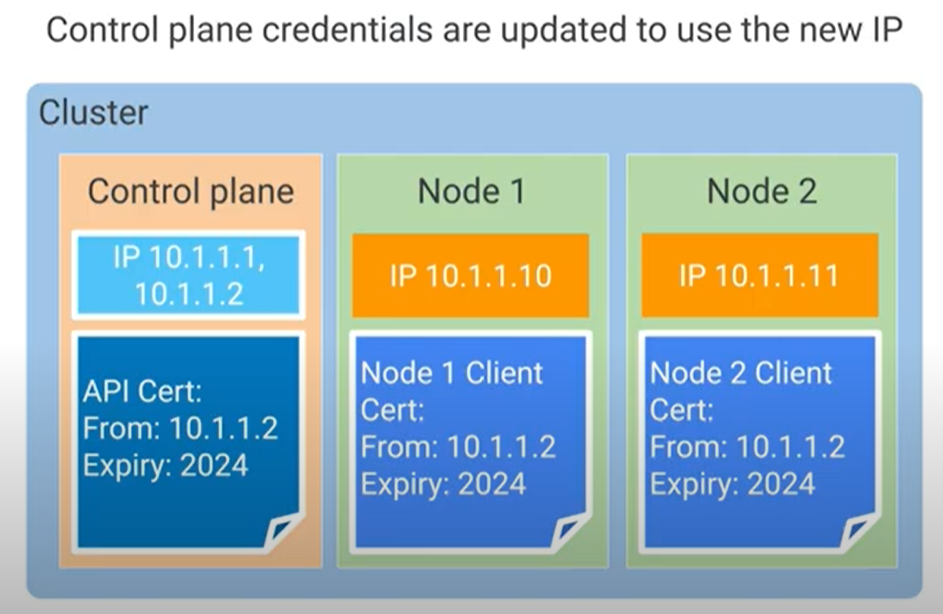 Control plane credentials are updated to use the new IP
Cluster
Control plane
IP 10.1.1.1,
10.1.1.2
API Cert:
From: 10.1.1.2
Expiry: 2024
Node 1
IP 10.1.1.10
Node 1 Client
Cert:
From: 10.1.1.2
Expiry: 2024
Node 2
IP 10.1.1.11
Node 2 Client
Cert:
From: 10.1.1.2
Expiry: 2024